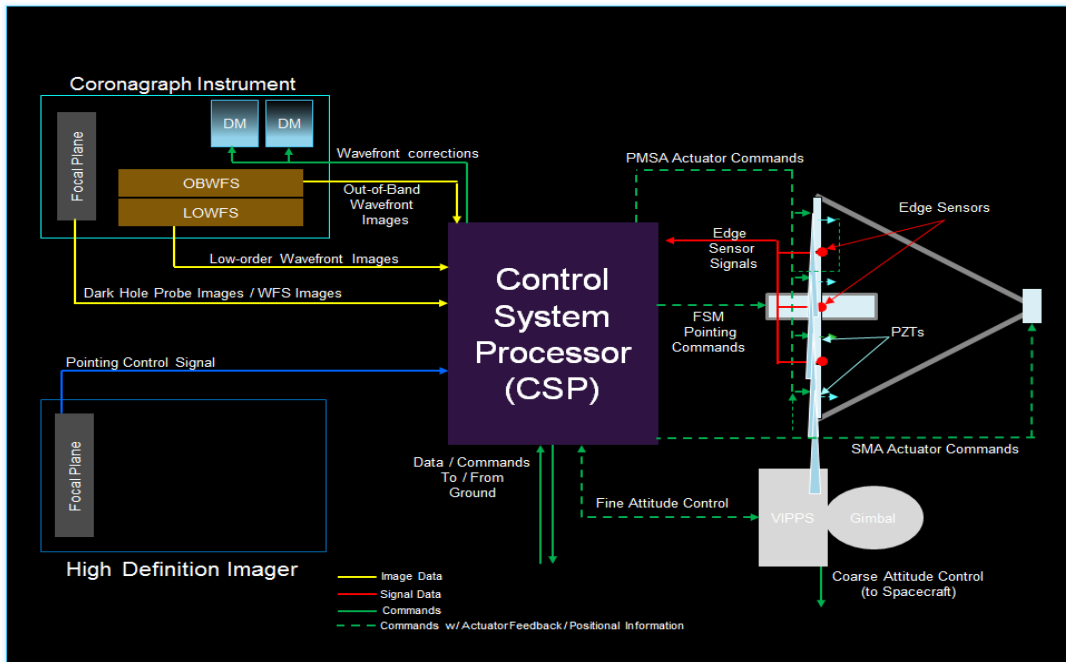 Coronagraph Instrument
Focal Plane
DM
DM
OBWFS
LOWFS
Wavefront corrections
Out-of-Band
Wavefront
Images
Low-order Wavefront Images
Dark Hole Probe Images / WFS Images
Pointing Control Signal
Focal Plane
High Definition Imager
Control
System
Processor
(CSP)
PMSA Actuator Commands
Edge Sensors
Edge
Sensor
Signals
FSM
Pointing
Commands
PZTs
SMA Actuator Commands
Data / Commands
To / From
Ground
Fine Attitude Control
VIPPS
Gimbal
Coarse Attitude Control
(to Spacecraft)
Image Data
Signal Data
Commands
Commands w/ Actuator Feedback / Positional Information